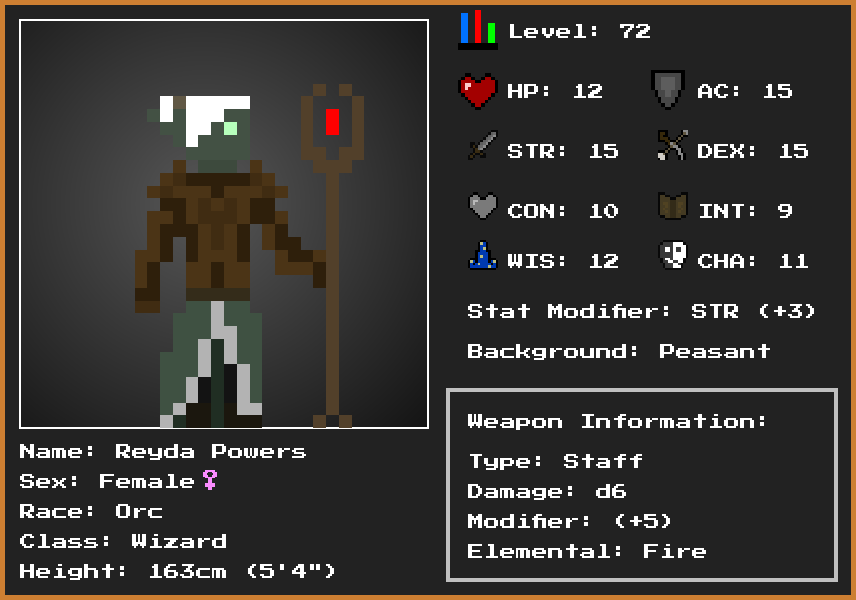 Level: 72
HP: 12 AC: 15
STR: 15 DEX: 15
CON: 10 INT: 9
WIS: 12 CHA: 11
Stat Modifier: STR (+3)
Background: Peasant
Weapon Information:
Type: Staff
Damage: d6
Modifier: (+5)
Elemental: Fire
Name: Reyda Powers
Sex: Female♀
Race: Orc
Class: Wizard
Height: 163cm (5'4")